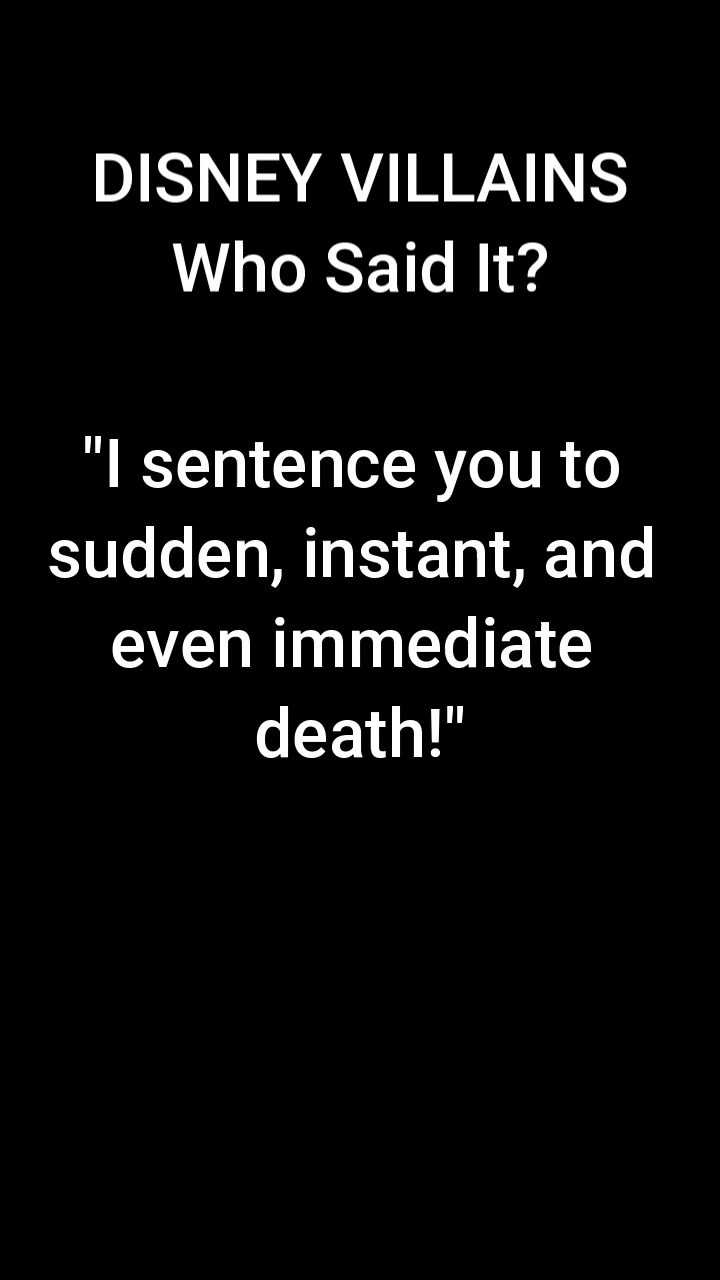 DISNEY VILLAINS
Who Said It?
"I sentence you to
sudden, instant, and
even immediate
death!"